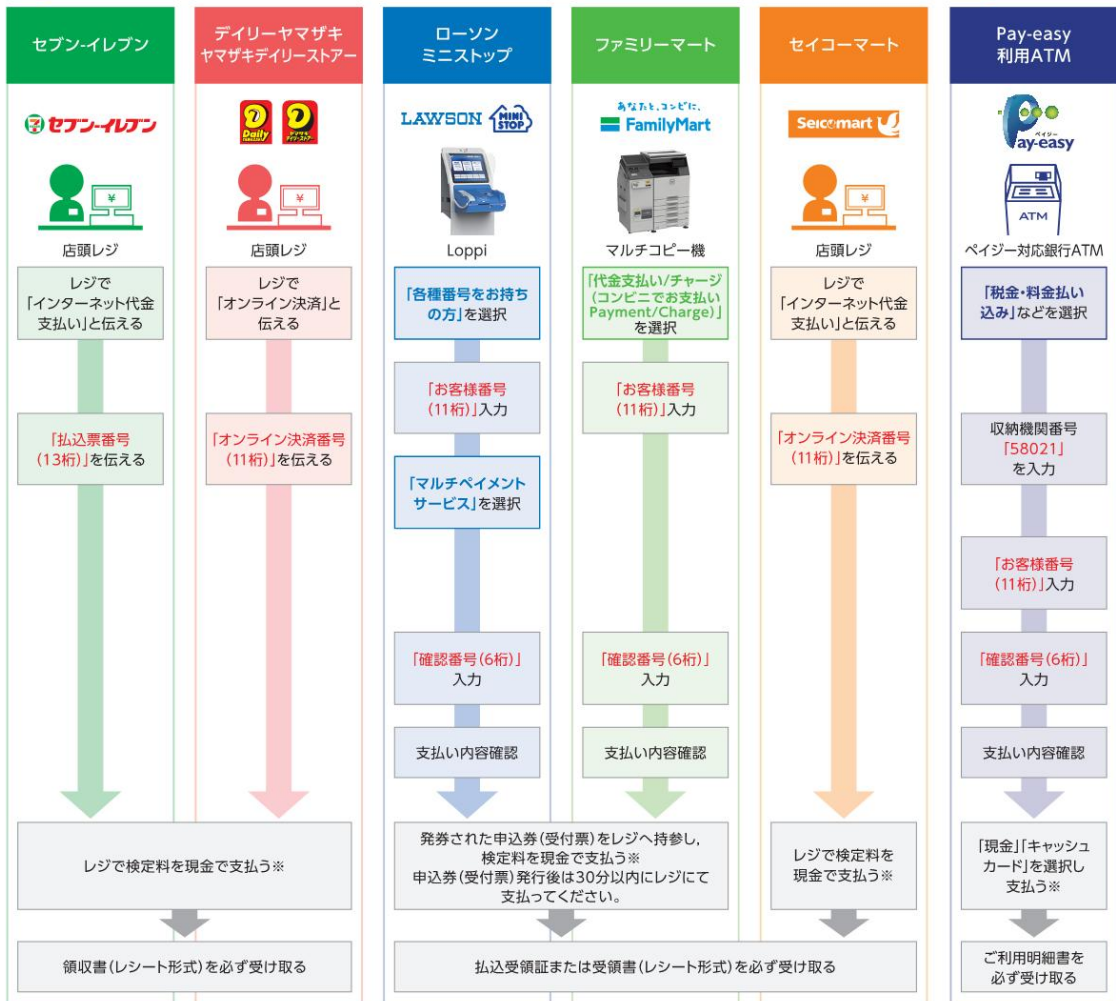 セブン-イレブン
セブン-イレブン
店頭レジ
レジで
「インターネット代金
支払い」と伝える
「払込票番号
(13桁)」を伝える
デイリーヤマザキ
ヤマザキデイリーストアー
Daily
YAMAZAKI
ヤマザキ
デイリーストアー
店頭レジ
レジで
「オンライン決済」と
伝える
「オンライン決済番号
(11桁)」を伝える
レジで検定料を現金で支払う※
領収書(レシート形式)を必ず受け取る
ローソン
ミニストップ
LAWSON
MINI
STOP
Loppi
「各種番号をお持ち
の方」を選択
「お客様番号
(11桁)」入力
「マルチペイメント
サービス」を選択
「確認番号(6桁)」
入力
支払い内容確認
ファミリーマート
あなたと、コンビに、
FamilyMart
マルチコピー機
「代金支払い/チャージ
(コンビニでお支払い
Payment/Charge)」
を選択
「お客様番号
(11桁)」入力
「確認番号(6桁)」
入力
支払い内容確認
発券された申込券(受付票)をレジへ持参し,
検定料を現金で支払う※
申込券(受付票)発行後は30分以内にレジにて
支払ってください。
セイコーマート
Seicomart
店頭レジ
レジで
「インターネット代金
支払い」と伝える
「オンライン決済番号
(11桁)」を伝える
レジで検定料を
現金で支払う※
払込受領証または受領書(レシート形式)を必ず受け取る
Pay-easy
利用ATM
ペイジー
Pay-easy
ATM
ペイジー対応銀行ATM
「税金・料金払い
込み」などを選択
収納機関番号
「58021」
を入力
「お客様番号
(11桁)」入力
「確認番号(6桁)」
入力
支払い内容確認
「現金」「キャッシュ
カード」を選択し
支払う※
ご利用明細書を
必ず受け取る